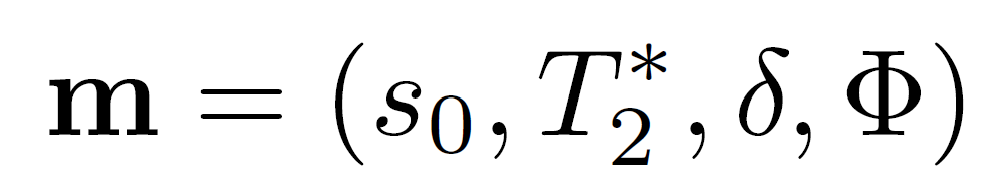 𝐦 = (s₀, T₂*, δ, Φ)